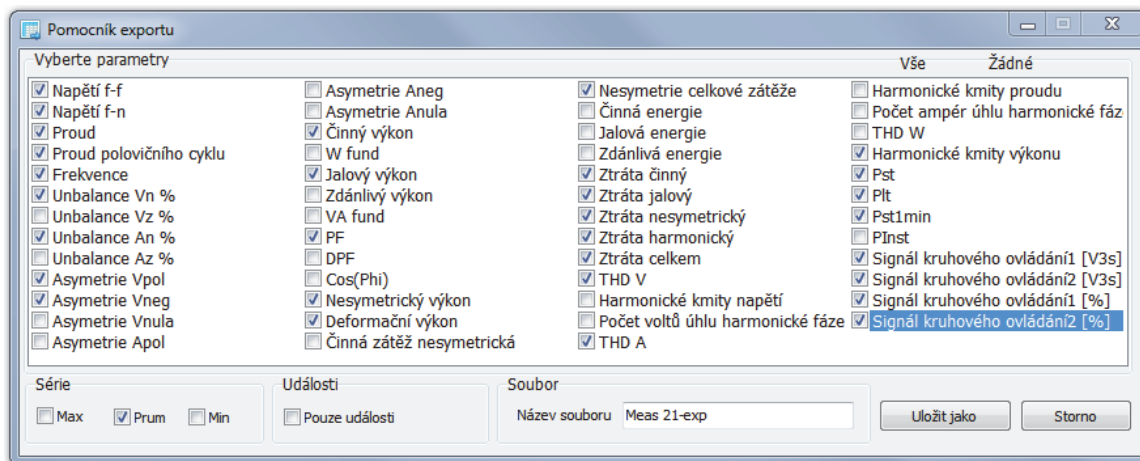 Pomocník exportu
Vyberte parametry
Vše Žádné
Napětí f-f
Napětí f-n
Proud
Proud polovičního cyklu
Frekvence
Unbalance Vn %
Unbalance Vz %
Unbalance An %
Unbalance Az %
Asymetrie Vpol
Asymetrie Vneg
Asymetrie Vnula
Asymetrie Apol
Asymetrie Aneg
Asymetrie Anula
Činný výkon
W fund
Jalový výkon
Zdánlivý výkon
VA fund
PF
DPF
Cos(Phi)
Nesymetrický výkon
Deformační výkon
Činná zátěž nesymetrická
Nesymetrie celkové zátěže
Činná energie
Jalová energie
Zdánlivá energie
Ztráta činný
Ztráta jalový
Ztráta nesymetrický
Ztráta harmonický
Ztráta celkem
THD V
Harmonické kmity napětí
Počet voltů úhlu harmonické fáze
THD A
Harmonické kmity proudu
Počet ampér úhlu harmonické fáz
THD W
Harmonické kmity výkonu
Pst
Plt
Pst1min
PInst
Signál kruhového ovládání1 [V3s]
Signál kruhového ovládání2 [V3s]
Signál kruhového ovládání1 [%]
Signál kruhového ovládání2 [%]
Série
Max Prum Min
Události
Pouze události
Soubor
Název souboru Meas 21-exp
Uložit jako
Storno